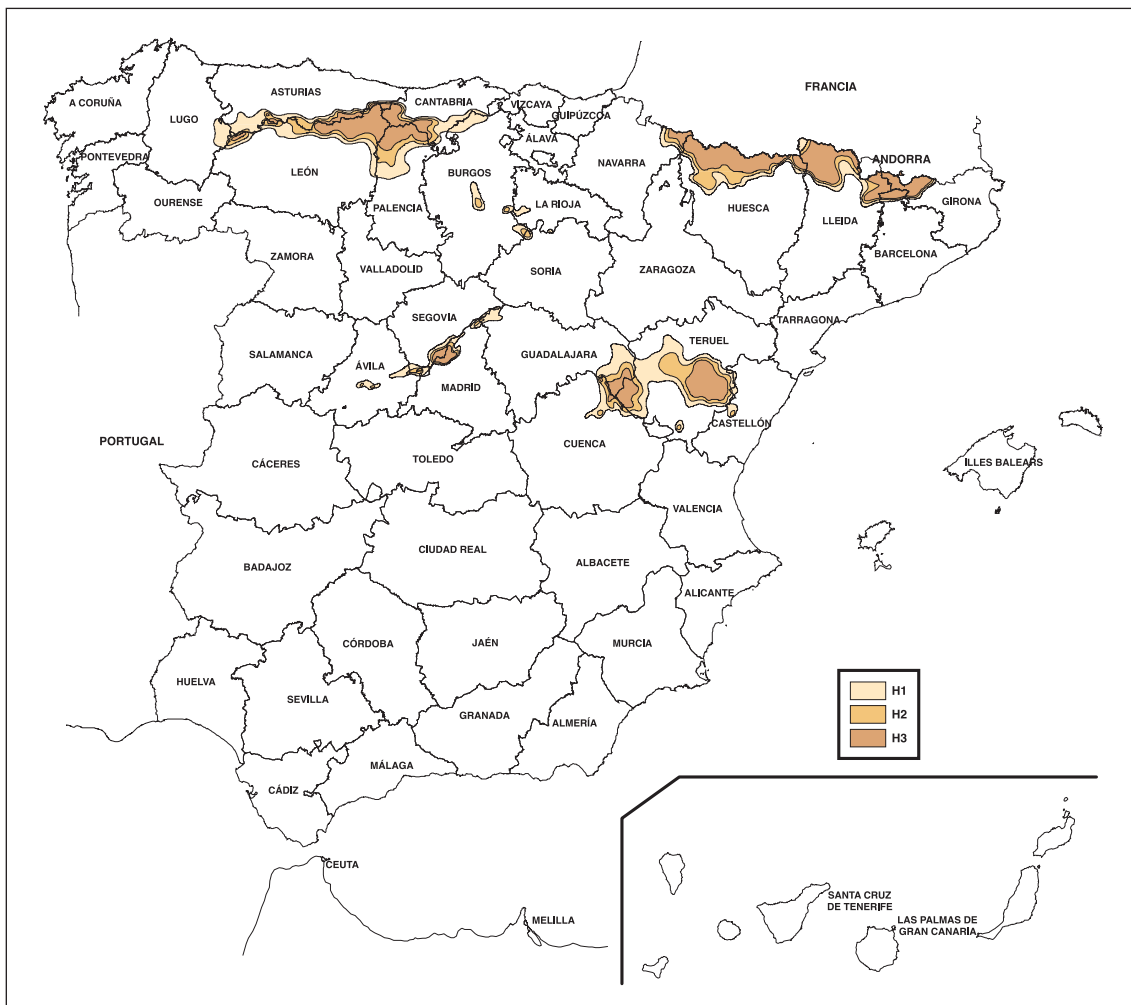 FRANCIA
ASTURIAS
CANTABRIA
VIZCAYA
GUIPÚZCOA
A CORUÑA
LUGO
ÁLAVA
PONTEVEDRA
NAVARRA
ANDORRA
LEÓN
BURGOS
OURENSE
PALENCIA
LA RIOJA
HUESCA
LLEIDA
GIRONA
ZAMORA
VALLADOLID
SORIA
ZARAGOZA
BARCELONA
SEGOVIA
TARRAGONA
SALAMANCA
ÁVILA
GUADALAJARA
TERUEL
MADRID
PORTUGAL
CASTELLÓN
CÁCERES
TOLEDO
CUENCA
ILLES BALEARS
VALENCIA
BADAJOZ
CIUDAD REAL
ALBACETE
ALICANTE
CÓRDOBA
JAÉN
MURCIA
HUELVA
SEVILLA
GRANADA
ALMERÍA
H1
H2
H3
MÁLAGA
CÁDIZ
CEUTA
MELILLA
SANTA CRUZ
DE TENERIFE
LAS PALMAS DE
GRAN CANARIA